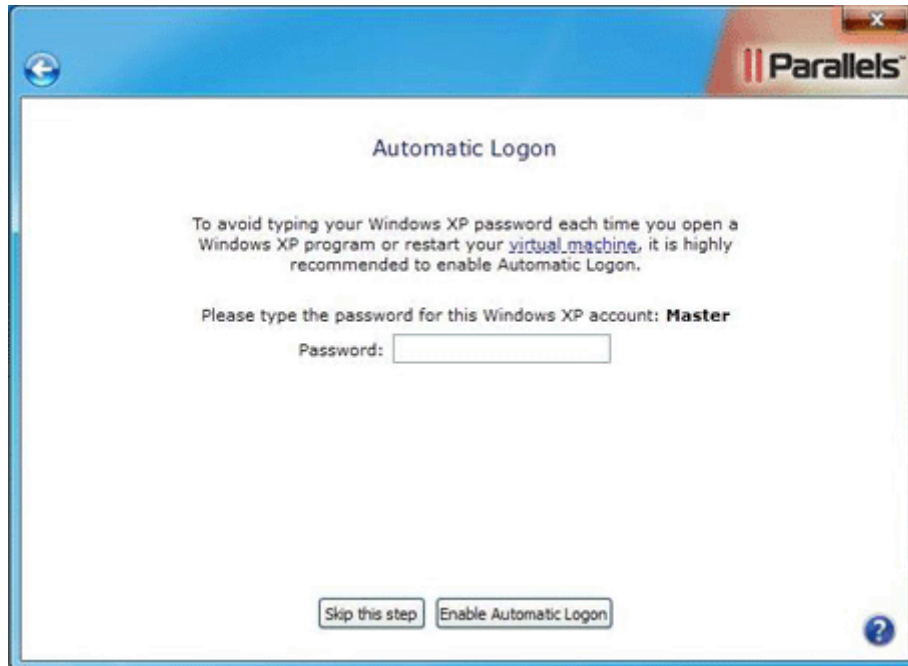 Parallels™
Automatic Logon
To avoid typing your Windows XP password each time you open a
Windows XP program or restart your virtual machine, it is highly
recommended to enable Automatic Logon.
Please type the password for this Windows XP account: Master
Password:
Skip this step Enable Automatic Logon